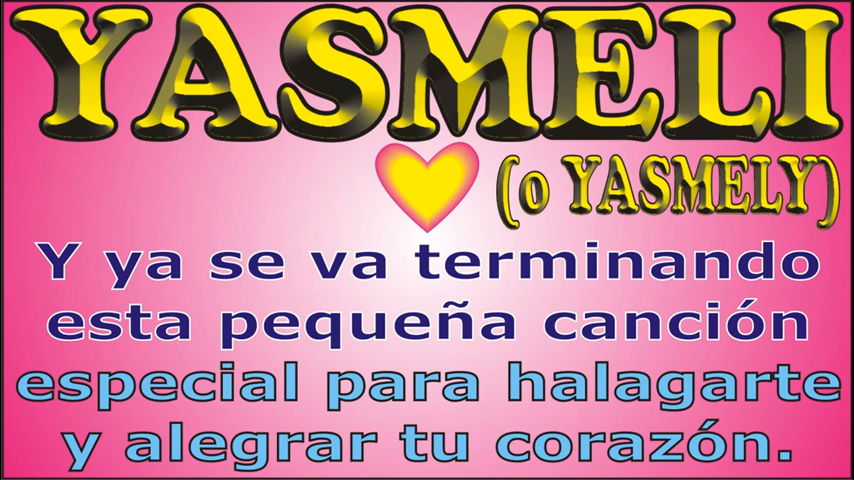 YASMELI
(o YASMELY)
Y ya se va terminando
esta pequeña canción
especial para halagarte
y alegrar tu corazón.